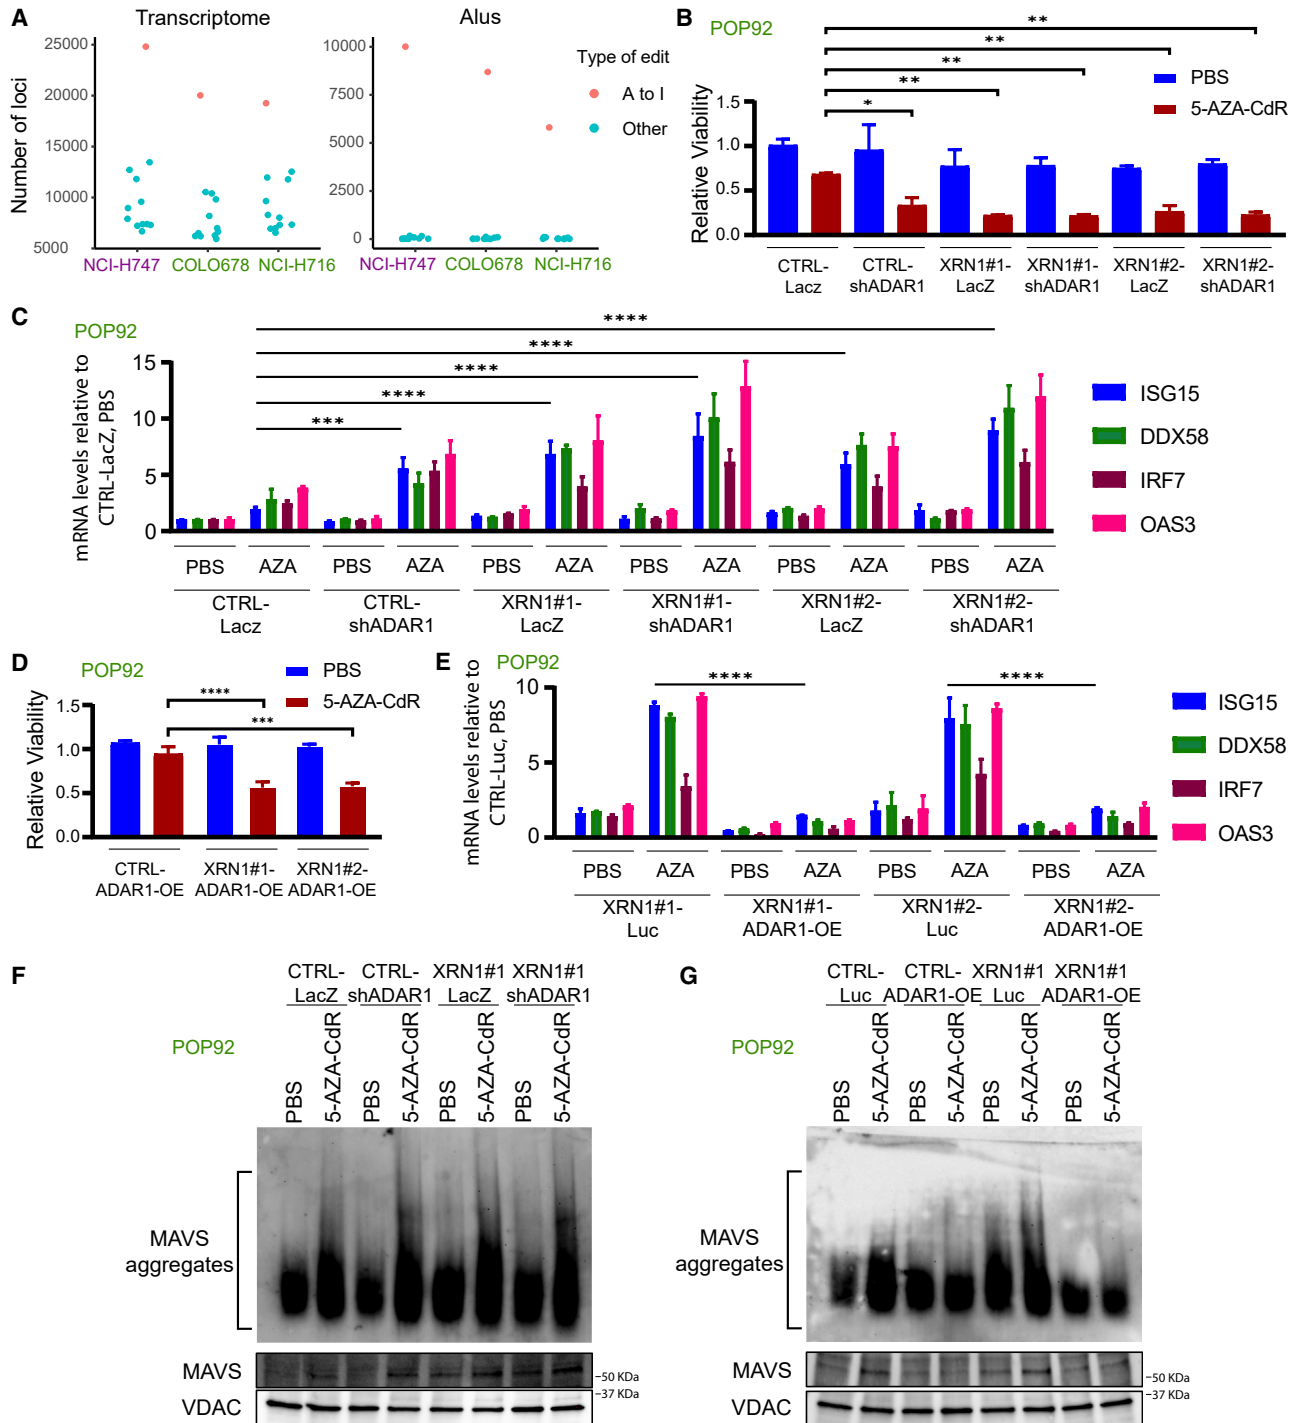 A
Transcriptome
Alus
Number of loci
25000
20000
15000
10000
5000
NCI-H747
COLO678
NCI-H716
10000
7500
5000
2500
0
NCI-H747
COLO678
NCI-H716
Type of edit
A to I
Other
B
POP92
**
**
**
**
*
PBS
5-AZA-CdR
Relative Viability
1.5
1.0
0.5
0.0
CTRL-
Lacz
CTRL-
shADAR1
XRN1#1-
LacZ
XRN1#1-
shADAR1
XRN1#2-
LacZ
XRN1#2-
shADAR1
C
POP92
mRNA levels relative to
CTRL-LacZ, PBS
15
10
5
0
****
****
****
****
***
ISG15
DDX58
IRF7
OAS3
PBS
AZA
PBS
AZA
PBS
AZA
PBS
AZA
PBS
AZA
PBS
AZA
CTRL-
Lacz
CTRL-
shADAR1
XRN1#1-
LacZ
XRN1#1-
shADAR1
XRN1#2-
LacZ
XRN1#2-
shADAR1
D
POP92
PBS
5-AZA-CdR
Relative Viability
1.5
1.0
0.5
0.0
****
***
CTRL-
ADAR1-OE
XRN1#1-
ADAR1-OE
XRN1#2-
ADAR1-OE
E
POP92
mRNA levels relative to
CTRL-Luc, PBS
10
5
0
****
****
ISG15
DDX58
IRF7
OAS3
PBS
AZA
PBS
AZA
PBS
AZA
PBS
AZA
XRN1#1-
Luc
XRN1#1-
ADAR1-OE
XRN1#2-
Luc
XRN1#2-
ADAR1-OE
F
POP92
CTRL-
LacZ
CTRL-
shADAR1
XRN1#1
LacZ
XRN1#1
shADAR1
PBS
5-AZA-CdR
PBS
5-AZA-CdR
PBS
5-AZA-CdR
PBS
5-AZA-CdR
MAVS
aggregates
MAVS
VDAC
50 KDa
37 KDa
G
POP92
CTRL-
Luc
CTRL-
ADAR1-OE
XRN1#1
Luc
XRN1#1
ADAR1-OE
PBS
5-AZA-CdR
PBS
5-AZA-CdR
PBS
5-AZA-CdR
PBS
5-AZA-CdR
MAVS
aggregates
MAVS
VDAC
50 KDa
37 KDa